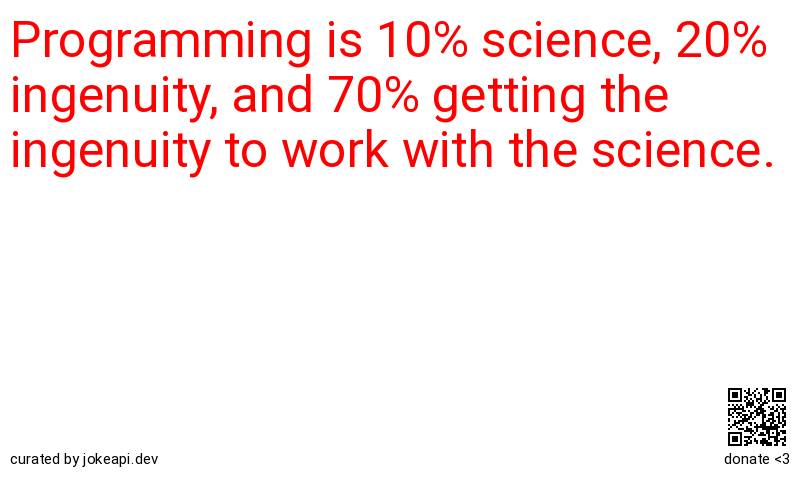 Programming is 10% science, 20%
ingenuity, and 70% getting the
ingenuity to work with the science.
curated by jokeapi.dev
donate <3